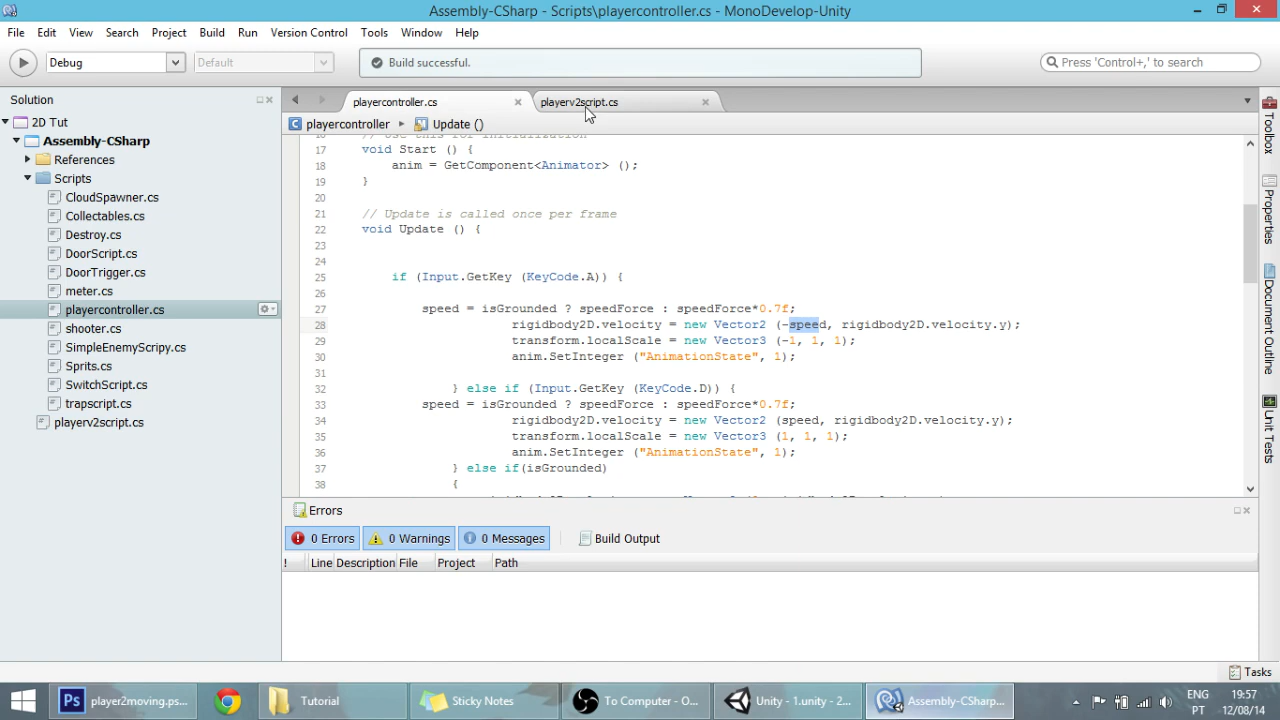 Assembly-CSharp - Scripts\playercontroller.cs - MonoDevelop-Unity
File Edit View Search Project Build Run Version Control Tools Window Help
Debug Default Build successful. Press 'Control+,' to search
Solution
playercontroller.cs playerv2script.cs
2D Tut
playercontroller Update ()
Assembly-CSharp
References
Scripts
CloudSpawner.cs
Collectables.cs
Destroy.cs
DoorScript.cs
DoorTrigger.cs
meter.cs
playercontroller.cs
shooter.cs
SimpleEnemyScripy.cs
Sprits.cs
SwitchScript.cs
trapscript.cs
playerv2script.cs
16 // Use this for initialization
17 void Start () {
18 anim = GetComponent<Animator> ();
19 }
20
21 // Update is called once per frame
22 void Update () {
23
24
25 if (Input.GetKey (KeyCode.A)) {
26
27 speed = isGrounded ? speedForce : speedForce*0.7f;
28 rigidbody2D.velocity = new Vector2 (-speed, rigidbody2D.velocity.y);
29 transform.localScale = new Vector3 (-1, 1, 1);
30 anim.SetInteger ("AnimationState", 1);
31
32 } else if (Input.GetKey (KeyCode.D)) {
33 speed = isGrounded ? speedForce : speedForce*0.7f;
34 rigidbody2D.velocity = new Vector2 (speed, rigidbody2D.velocity.y);
35 transform.localScale = new Vector3 (1, 1, 1);
36 anim.SetInteger ("AnimationState", 1);
37 } else if(isGrounded)
38 {
Toolbox
Properties
Document Outline
Unit Tests
Errors
0 Errors 0 Warnings 0 Messages Build Output
! Line Description File Project Path
Tasks
player2moving.ps... Tutorial Sticky Notes To Computer - O... Unity - 1.unity - 2... Assembly-CSharp...
ENG 19:57
PT 12/08/14